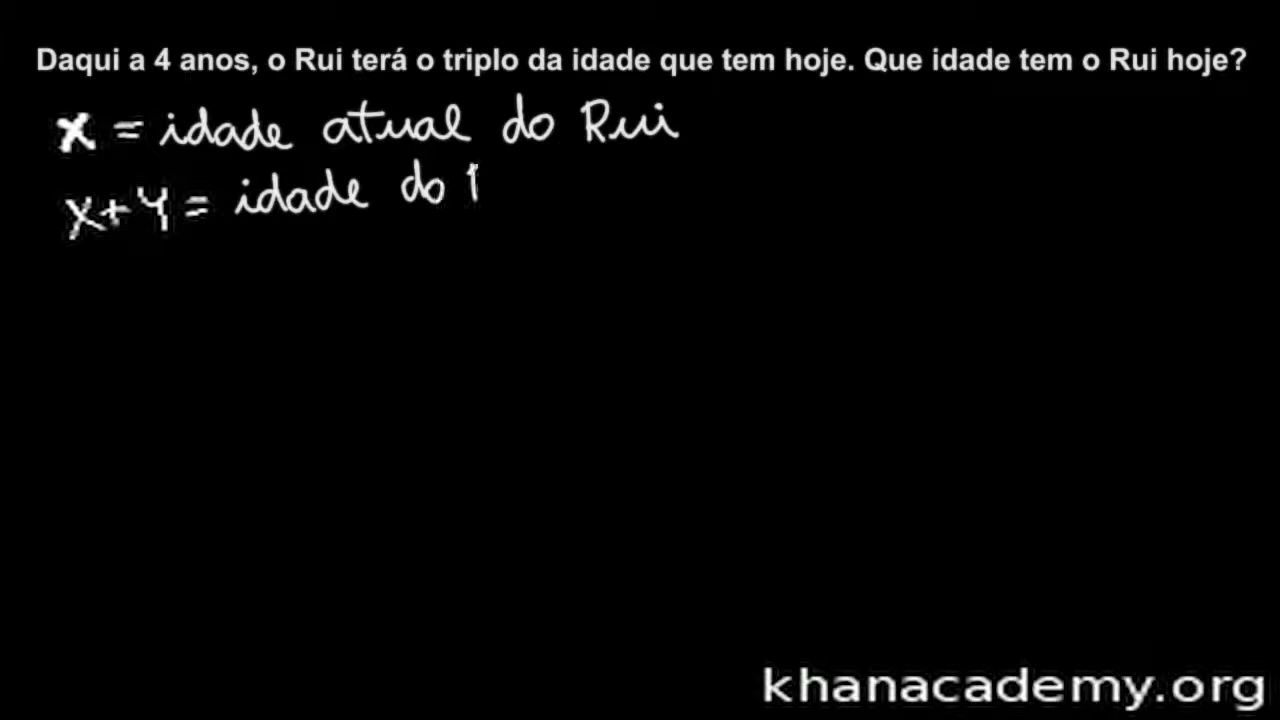 Daqui a 4 anos, o Rui terá o triplo da idade que tem hoje. Que idade tem o Rui hoje?
x = idade atual do Rui
x+4= idade do
khanacademy.org